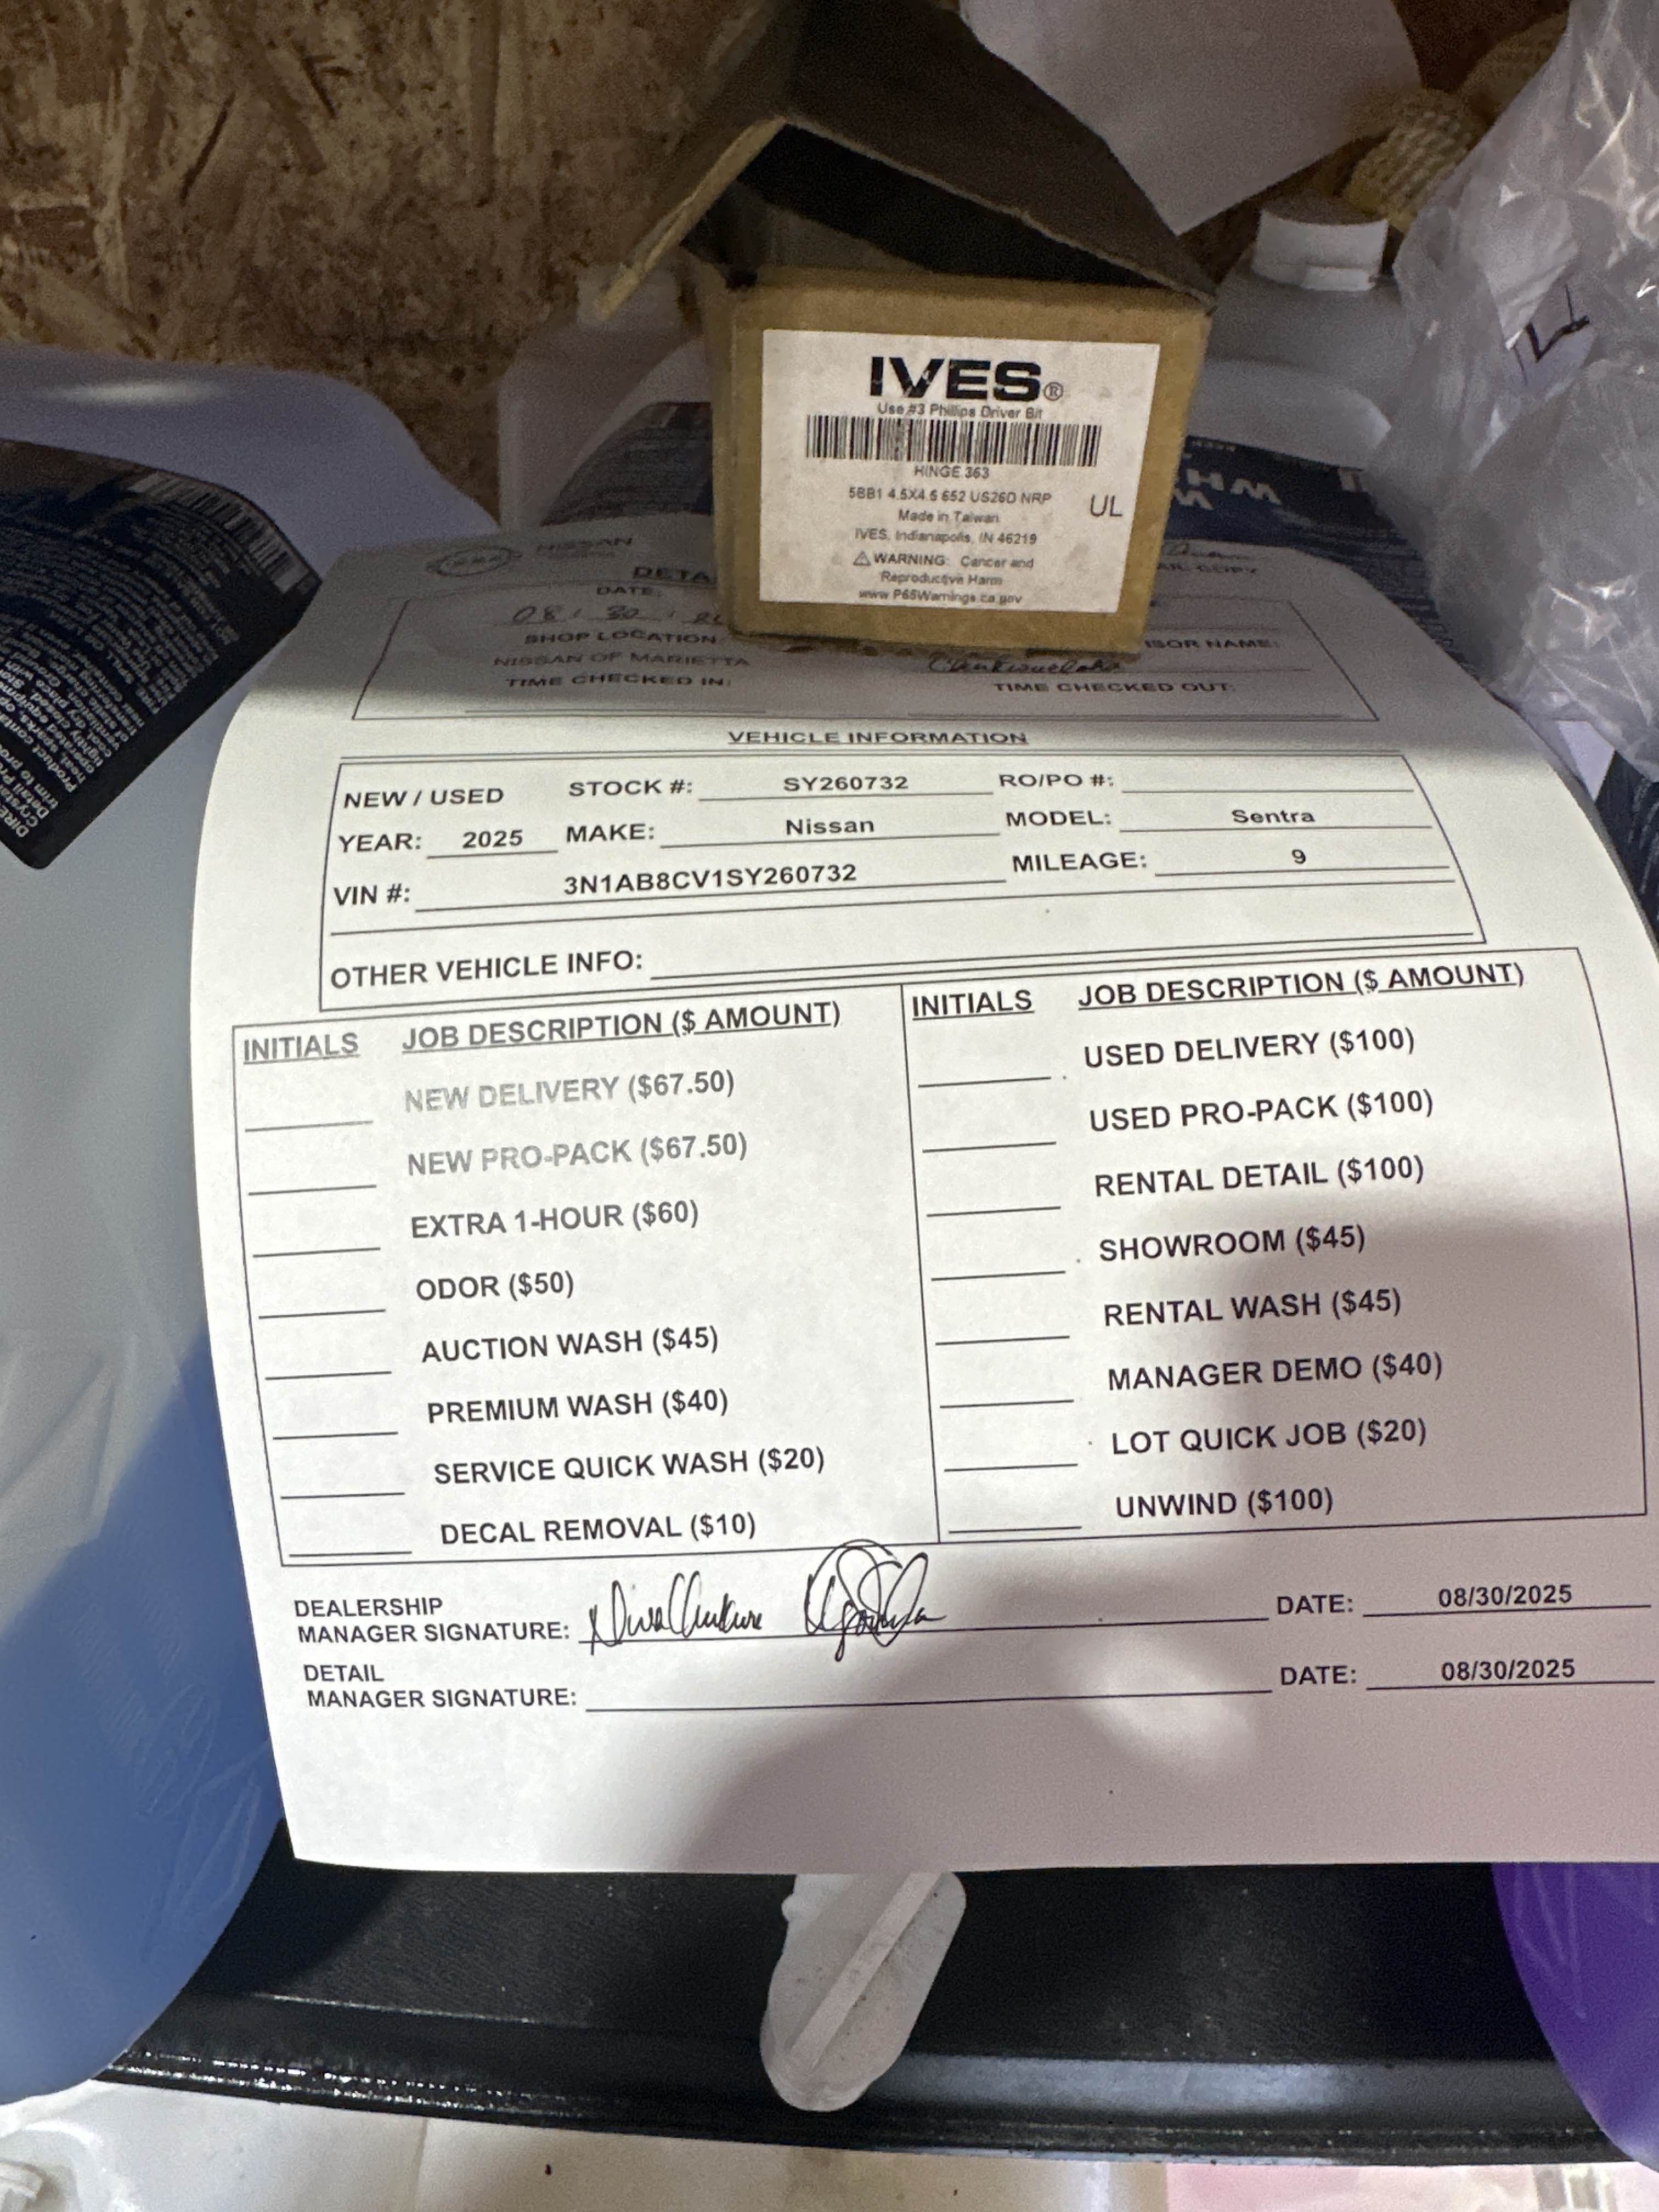 IVES®
Use #3 Phillips Driver Bit
HINGE.363
5BB1 4.5X4.5 652 US26D NRP
UL
Made in Taiwan
IVES, Indianapolis, IN 46219
⚠ WARNING: Cancer and
Reproductive Harm
www.P65Warnings.ca.gov
NISSAN
DETA
COPY
DATE:
08 / 30 /
SHOP LOCATION:
ISOR NAME:
NISSAN OF MARIETTA
TIME CHECKED IN:
TIME CHECKED OUT:
VEHICLE INFORMATION
NEW / USED STOCK #: SY260732 RO/PO #:
YEAR: 2025 MAKE: Nissan MODEL: Sentra
VIN #: 3N1AB8CV1SY260732 MILEAGE: 9
OTHER VEHICLE INFO:
INITIALS JOB DESCRIPTION ($ AMOUNT)
NEW DELIVERY ($67.50)
NEW PRO-PACK ($67.50)
EXTRA 1-HOUR ($60)
ODOR ($50)
AUCTION WASH ($45)
PREMIUM WASH ($40)
SERVICE QUICK WASH ($20)
DECAL REMOVAL ($10)
INITIALS JOB DESCRIPTION ($ AMOUNT)
USED DELIVERY ($100)
USED PRO-PACK ($100)
RENTAL DETAIL ($100)
SHOWROOM ($45)
RENTAL WASH ($45)
MANAGER DEMO ($40)
LOT QUICK JOB ($20)
UNWIND ($100)
DEALERSHIP
MANAGER SIGNATURE: DATE: 08/30/2025
DETAIL
MANAGER SIGNATURE: DATE: 08/30/2025